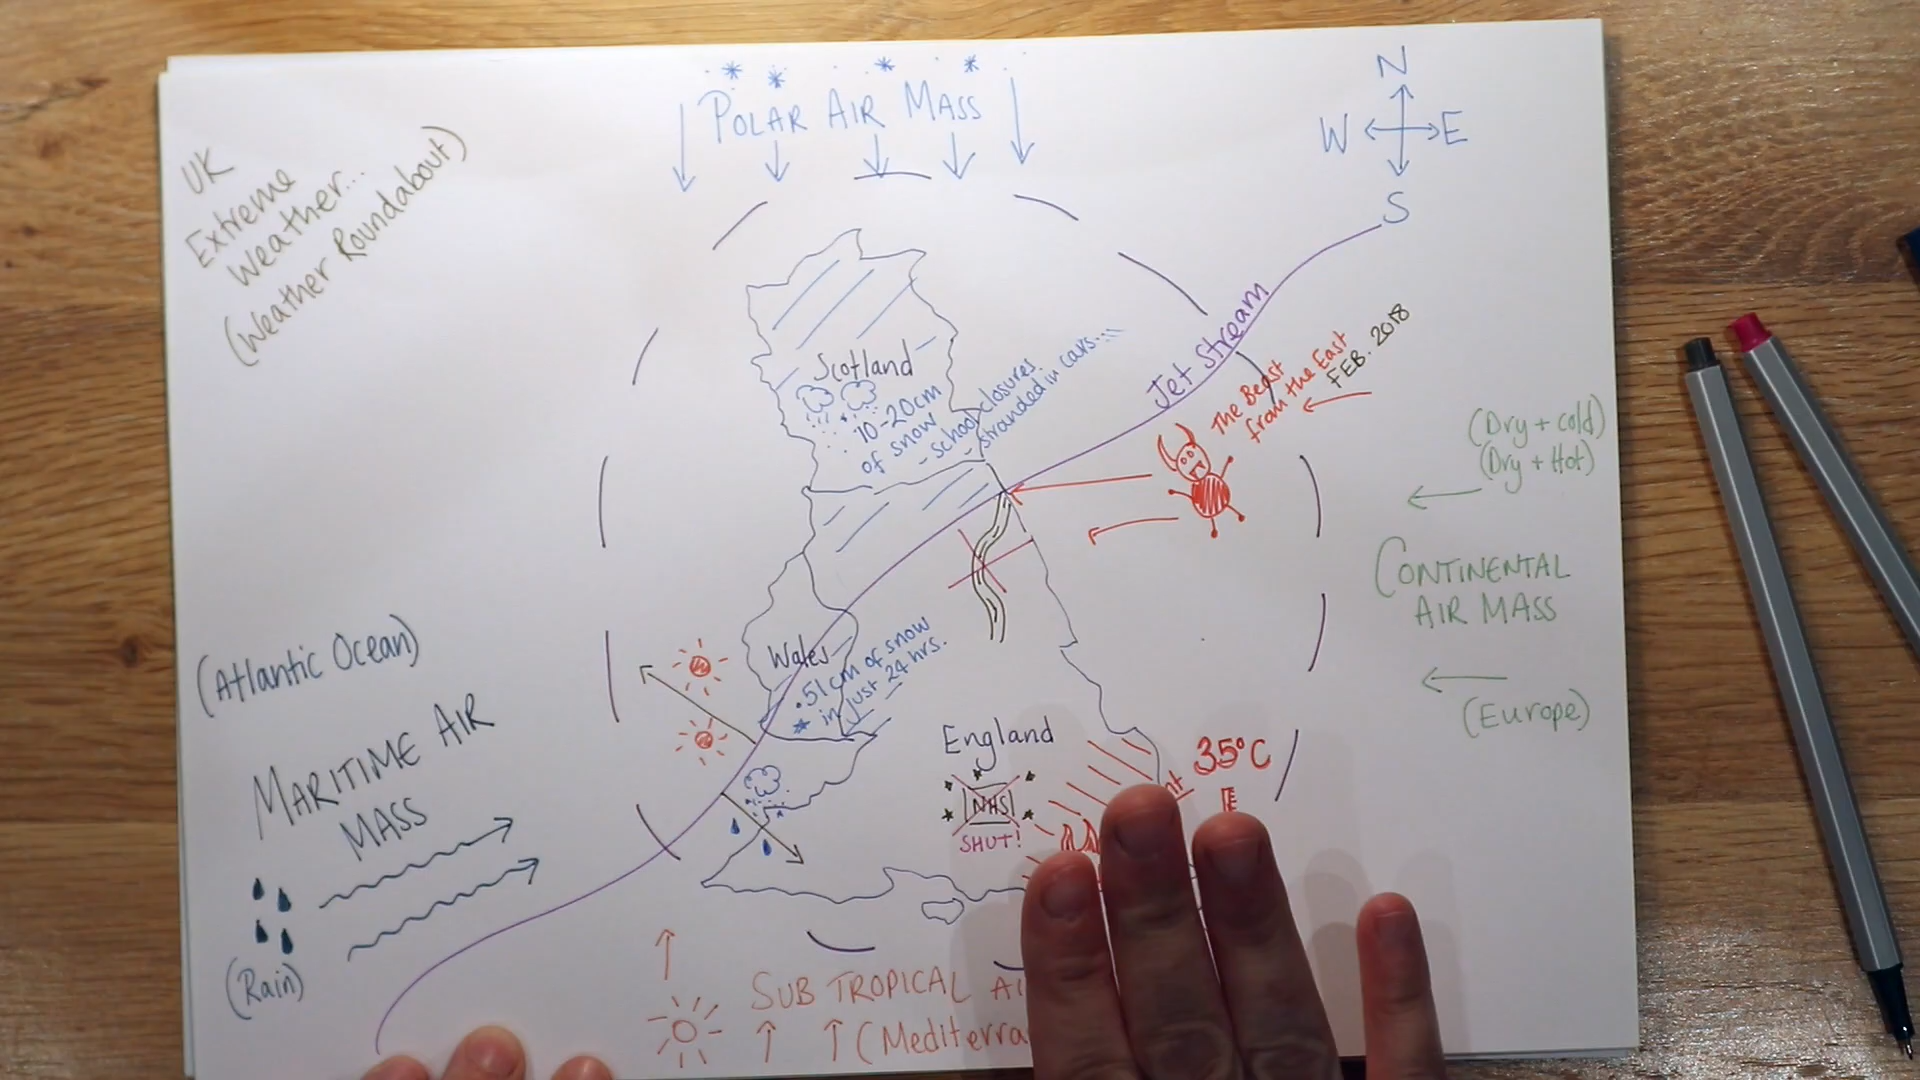 UK
Extreme
Weather...
(Weather Roundabout)
POLAR AIR MASS
N
W E
S
Jet Stream
The Beast
from the East
FEB. 2018
Scotland
10-20cm
of snow
- school closures
- stranded in cars...
(Dry + cold)
(Dry + Hot)
CONTINENTAL
AIR MASS
(Europe)
(Atlantic Ocean)
MARITIME AIR
MASS
(Rain)
Wales
.51cm of snow
in just 24 hrs.
England
NHS
SHUT!
35°C
SUB TROPICAL